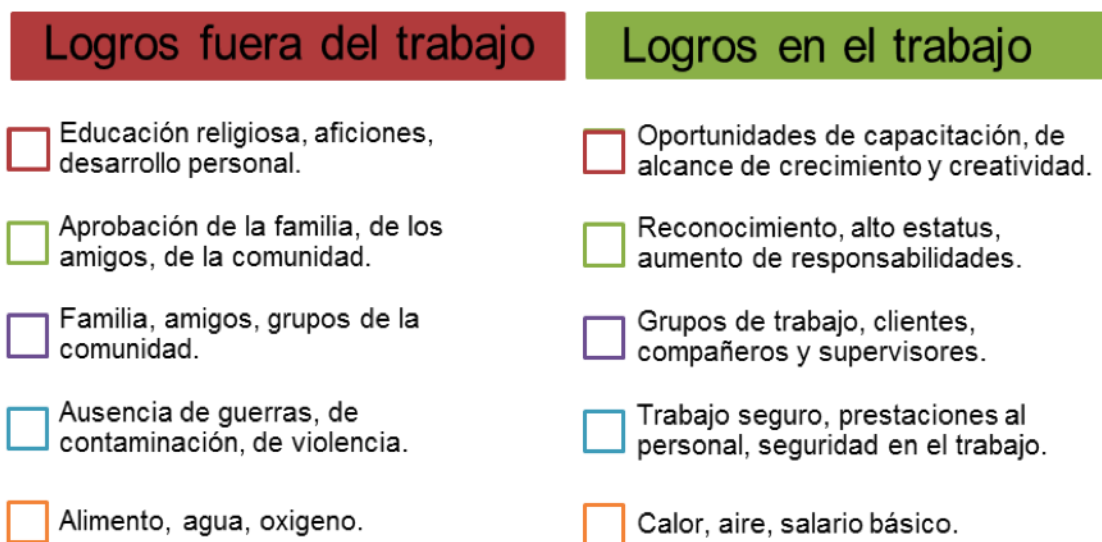 Logros fuera del trabajo
Educación religiosa, aficiones,
desarrollo personal.
Aprobación de la familia, de los
amigos, de la comunidad.
Familia, amigos, grupos de la
comunidad.
Ausencia de guerras, de
contaminación, de violencia.
Alimento, agua, oxigeno.
Logros en el trabajo
Oportunidades de capacitación, de
alcance de crecimiento y creatividad.
Reconocimiento, alto estatus,
aumento de responsabilidades.
Grupos de trabajo, clientes,
compañeros y supervisores.
Trabajo seguro, prestaciones al
personal, seguridad en el trabajo.
Calor, aire, salario básico.